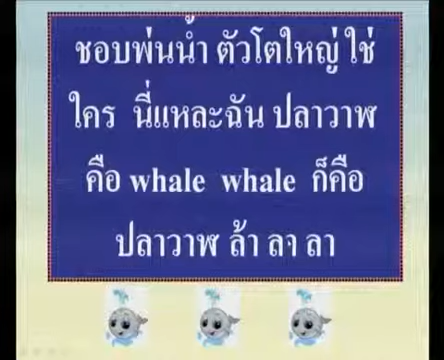 ชอบพ่นน้ำ ตัวโตใหญ่ ใช่
ใคร นี่แหละฉัน ปลาวาฬ
คือ whale whale ก็คือ
ปลาวาฬ ล้า ลา ลา